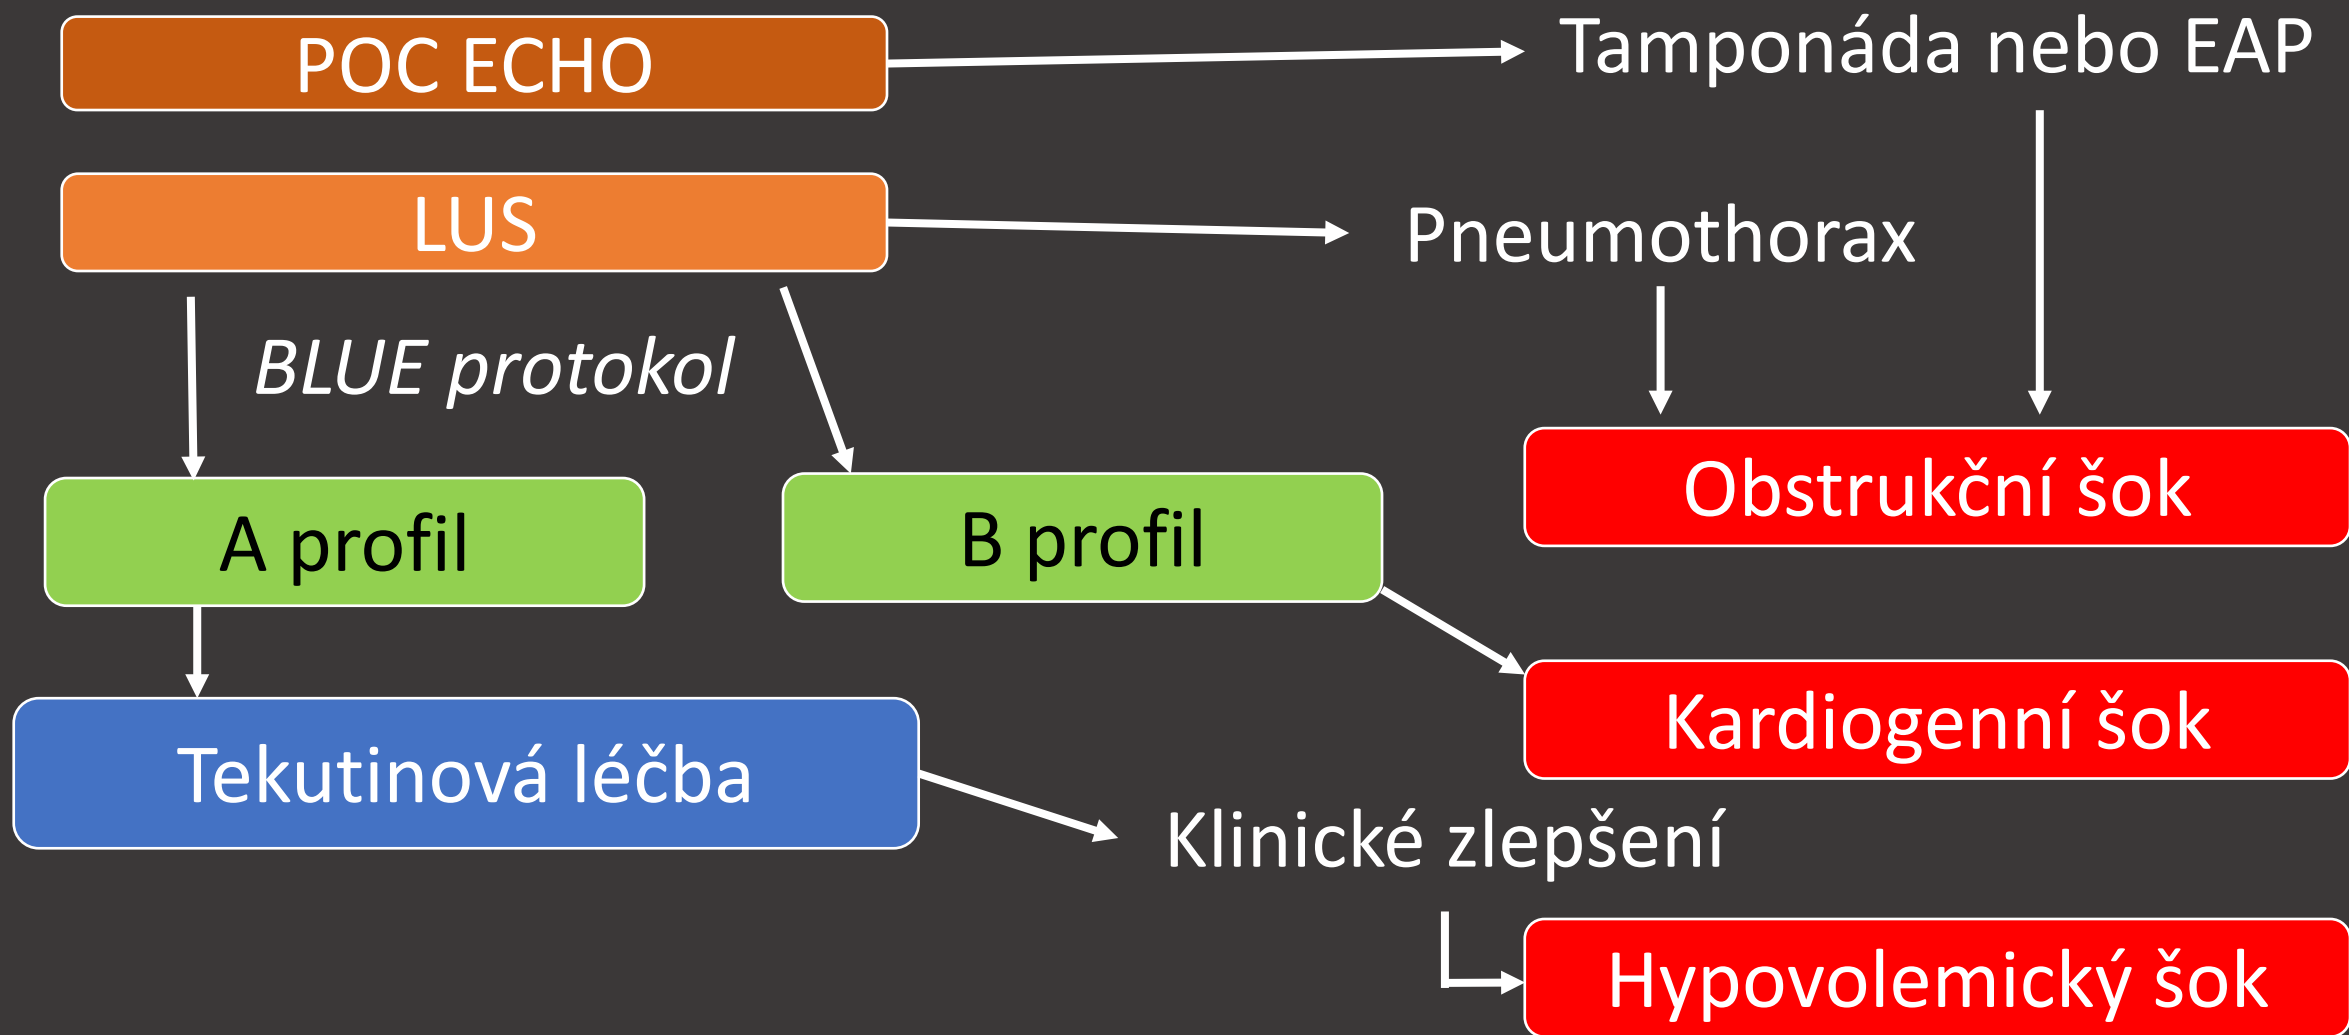 POC ECHO
Tamponáda nebo EAP
LUS
Pneumothorax
BLUE protokol
A profil
B profil
Obstrukční šok
Kardiogenní šok
Tekutinová léčba
Klinické zlepšení
Hypovolemický šok